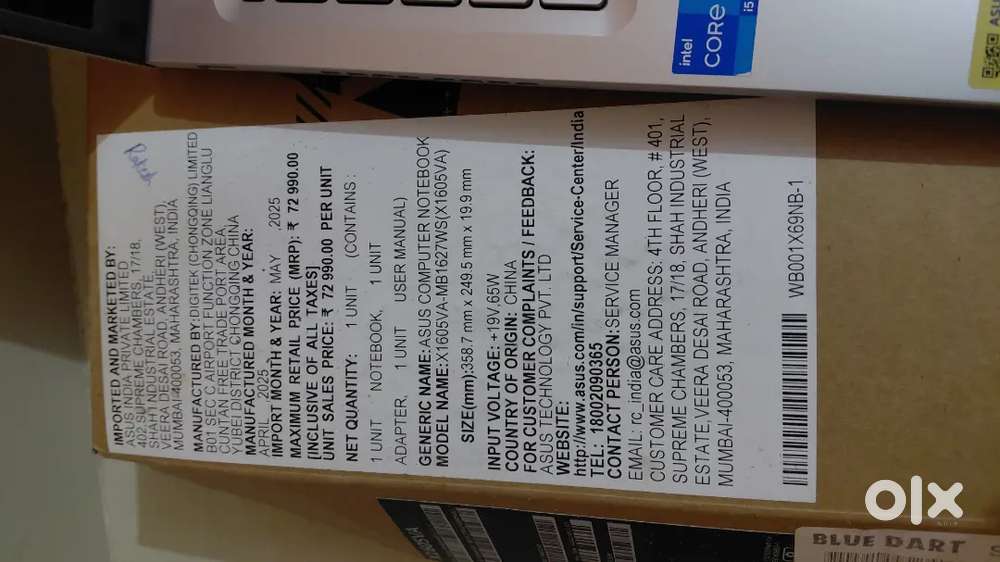 IMPORTED AND MARKETED BY:
ASUS INDIA PRIVATE LIMITED
402, SUPREME CHAMBERS, 17/18,
SHAH INDUSTRIAL ESTATE,
VEERA DESAI ROAD, ANDHERI (WEST),
MUMBAI-400053, MAHARASHTRA, INDIA
MANUFACTURED BY:DIGITEK (CHONGQING) LIMITED
B01 SITE C AIRPORT FUNCTION ZONE LIANGLU
CUNTAN FREE TRADE PORT AREA,
YUBEI DISTRICT CHONGQING CHINA
MANUFACTURED MONTH & YEAR:
APRIL ,2025
IMPORT MONTH & YEAR: MAY ,2025
MAXIMUM RETAIL PRICE (MRP): ₹ 72 990.00
[INCLUSIVE OF ALL TAXES]
UNIT SALES PRICE: ₹ 72 990.00 PER UNIT
NET QUANTITY: 1 UNIT (CONTAINS :
1 UNIT NOTEBOOK, 1 UNIT
ADAPTER, 1 UNIT USER MANUAL)
GENERIC NAME:ASUS COMPUTER NOTEBOOK
MODEL NAME:X1605VA-MB1627WS(X1605VA)
SIZE(mm):358.7 mm x 249.5 mm x 19.9 mm
INPUT VOLTAGE: +19V,65W
COUNTRY OF ORIGIN: CHINA
FOR CUSTOMER COMPLAINTS / FEEDBACK:
ASUS TECHNOLOGY PVT. LTD
WEBSITE:
http://www.asus.com/in/support/Service-Center/India
TEL: 18002090365
CONTACT PERSON:SERVICE MANAGER
EMAIL: rc_india@asus.com
CUSTOMER CARE ADDRESS: 4TH FLOOR, # 401,
SUPREME CHAMBERS, 17/18, SHAH INDUSTRIAL
ESTATE,VEERA DESAI ROAD, ANDHERI (WEST),
MUMBAI-400053, MAHARASHTRA, INDIA
WB001X69NB-1
intel
CORE
i5
BLUE DART
olx